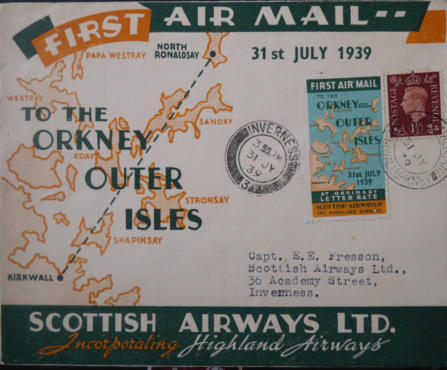 FIRST AIR MAIL--
31st JULY 1939
PAPA WESTRAY
NORTH
RONALDSAY
WESTRAY
TO THE
ORKNEY
OUTER
ISLES
SANDAY
EDAY
STRONSAY
SHAPINSAY
KIRKWALL
INVERNESS
31 JY
39
FIRST AIR MAIL
TO THE
ORKNEY
OUTER
ISLES
31st JULY
1939
AT ORDINARY
LETTER RATE
SCOTTISH AIRWAYS LTD
POSTAGE
REVENUE
31 JY
Capt. E.E. Fresson,
Scottish Airways Ltd.,
36 Academy Street,
Inverness.
SCOTTISH AIRWAYS LTD.
Incorporating Highland Airways